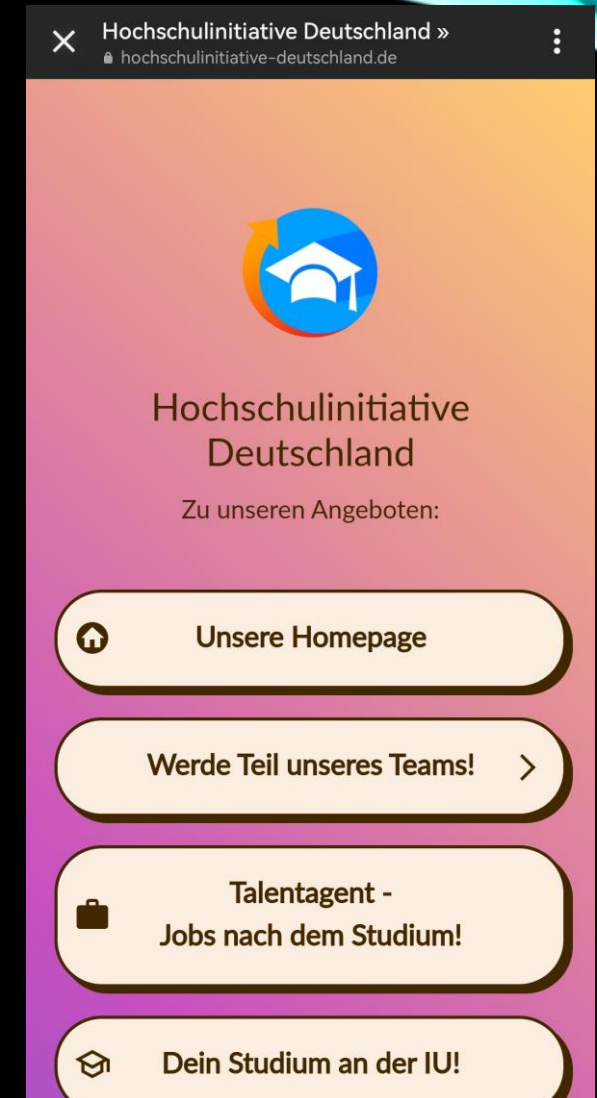 Hochschulinitiative Deutschland »
hochschulinitiative-deutschland.de
Hochschulinitiative
Deutschland
Zu unseren Angeboten:
Unsere Homepage
Werde Teil unseres Teams!
Talentagent -
Jobs nach dem Studium!
Dein Studium an der IU!